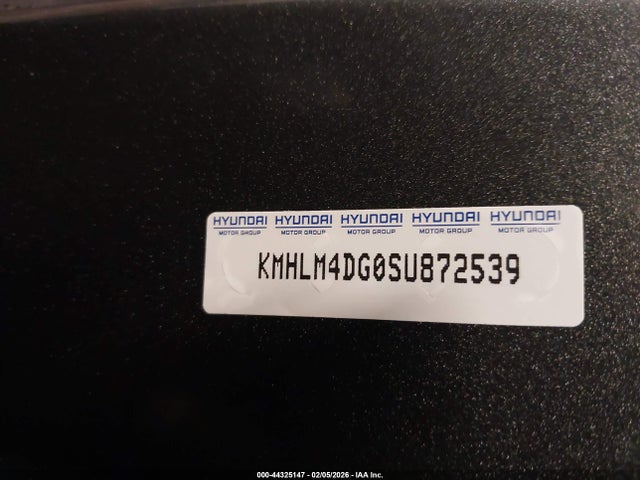 HYUNDAI HYUNDAI HYUNDAI HYUNDAI HYUNDAI
MOTOR GROUP MOTOR GROUP MOTOR GROUP MOTOR GROUP MOTOR GROUP
KMHLM4DG0SU872539
000-44325147 - 02/05/2026 - IAA Inc.